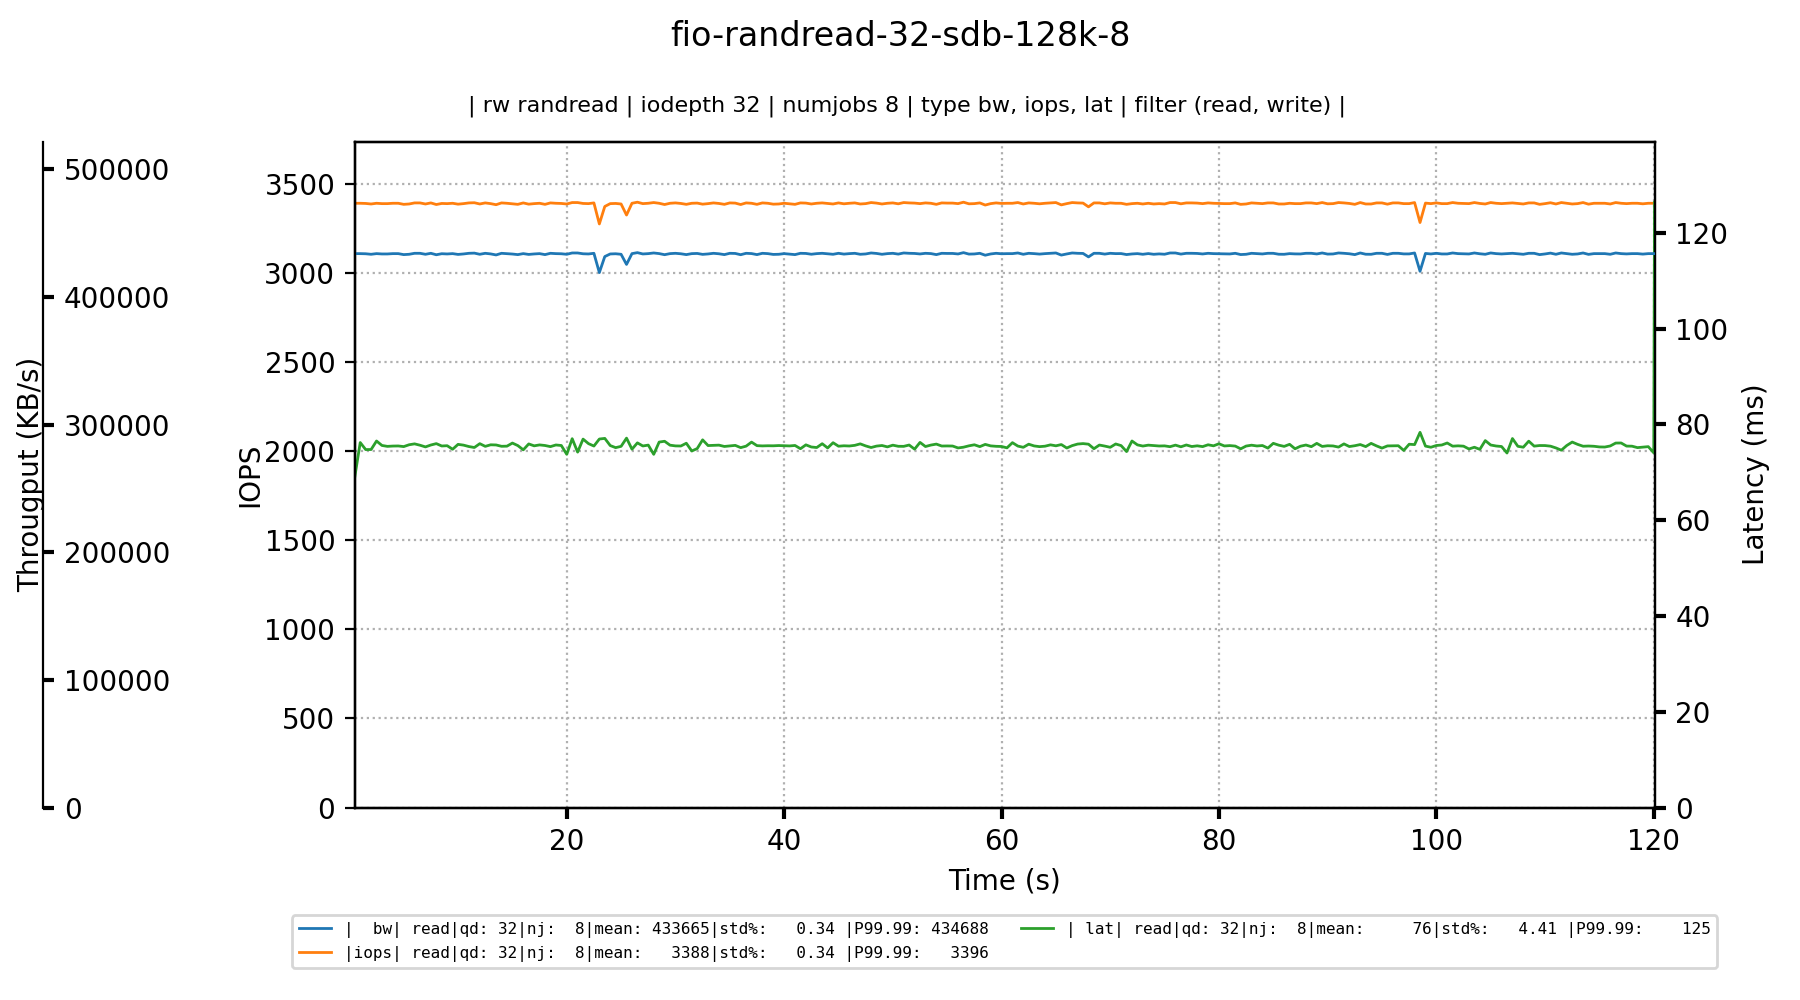 fio-randread-32-sdb-128k-8
| rw randread | iodepth 32 | numjobs 8 | type bw, iops, lat | filter (read, write) |
Througput (KB/s)
500000
400000
300000
200000
100000
0
IOPS
3500
3000
2500
2000
1500
1000
500
0
120
100
80
60
40
20
0
Latency (ms)
20 40 60 80 100 120
Time (s)
|  bw| read|qd: 32|nj:  8|mean: 433665|std%:   0.34 |P99.99: 434688
|iops| read|qd: 32|nj:  8|mean:   3388|std%:   0.34 |P99.99:   3396
| lat| read|qd: 32|nj:  8|mean:     76|std%:   4.41 |P99.99:    125